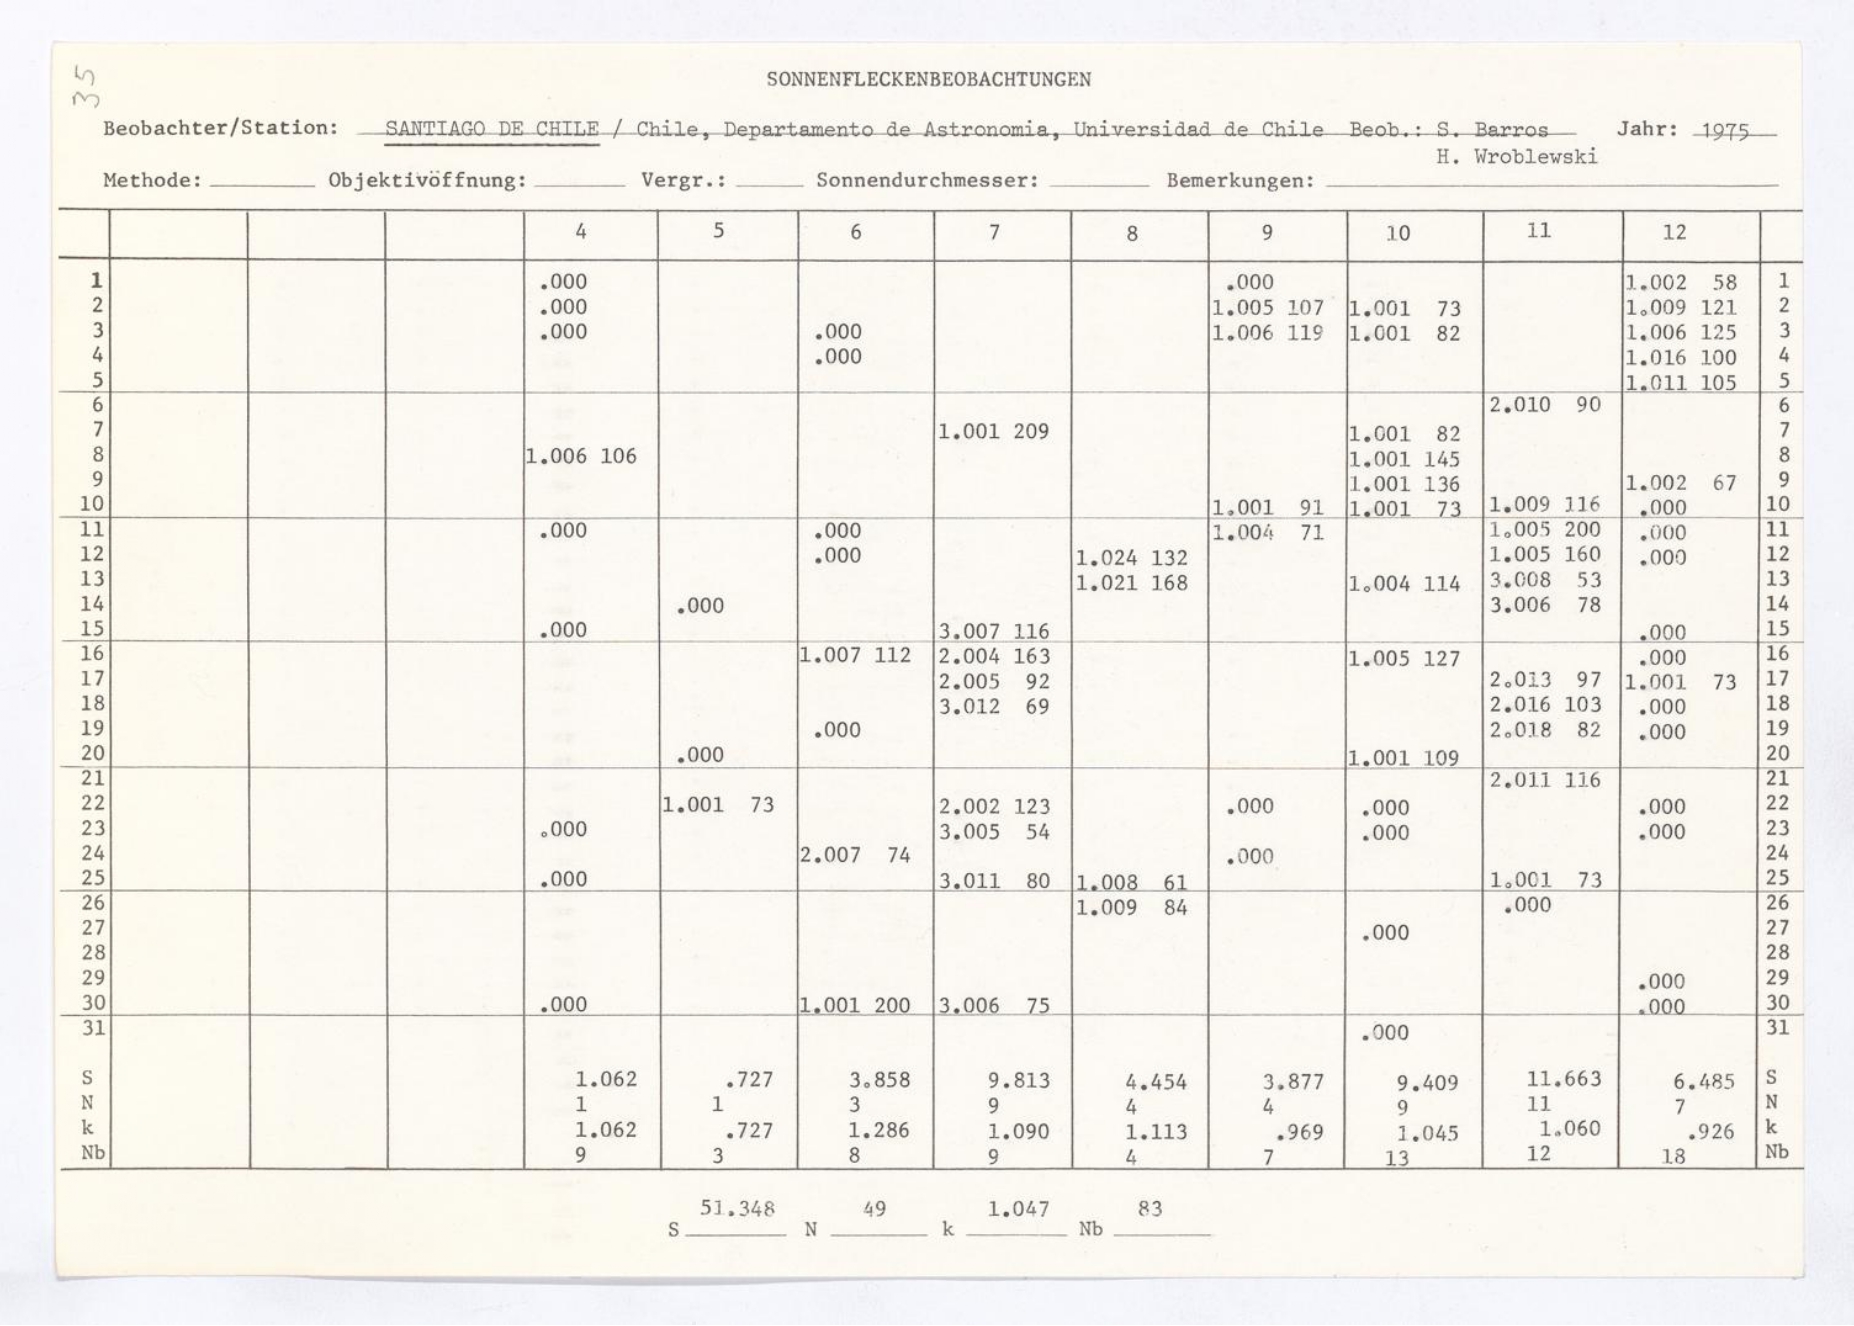 35
SONNENFLECKENBEOBACHTUNGEN
Beobachter/Station: SANTIAGO DE CHILE / Chile, Departamento de Astronomia, Universidad de Chile Beob.: S. Barros Jahr: 1975
H. Wroblewski
Methode: Objektivöffnung: Vergr.: Sonnendurchmesser: Bemerkungen:
4 5 6 7 8 9 10 11 12
1 .000 .000 1.002 58 1
2 .000 1.005 107 1.001 73 1.009 121 2
3 .000 .000 1.006 119 1.001 82 1.006 125 3
4 .000 1.016 100 4
5 1.011 105 5
6 2.010 90 6
7 1.001 209 1.001 82 7
8 1.006 106 1.001 145 8
9 1.001 136 1.002 67 9
10 1.001 91 1.001 73 1.009 116 .000 10
11 .000 .000 1.004 71 1.005 200 .000 11
12 .000 1.024 132 1.005 160 .000 12
13 1.021 168 1.004 114 3.008 53 13
14 .000 3.006 78 14
15 .000 3.007 116 .000 15
16 1.007 112 2.004 163 1.005 127 .000 16
17 2.005 92 2.013 97 1.001 73 17
18 3.012 69 2.016 103 .000 18
19 .000 2.018 82 .000 19
20 .000 1.001 109 20
21 2.011 116 21
22 1.001 73 2.002 123 .000 .000 .000 22
23 .000 3.005 54 .000 .000 23
24 2.007 74 .000 24
25 .000 3.011 80 1.008 61 1.001 73 25
26 1.009 84 .000 26
27 .000 27
28 28
29 .000 29
30 .000 1.001 200 3.006 75 .000 30
31 .000 31
S 1.062 .727 3.858 9.813 4.454 3.877 9.409 11.663 6.485 S
N 1 1 3 9 4 4 9 11 7 N
k 1.062 .727 1.286 1.090 1.113 .969 1.045 1.060 .926 k
Nb 9 3 8 9 4 7 13 12 18 Nb
S 51.348 N 49 k 1.047 Nb 83